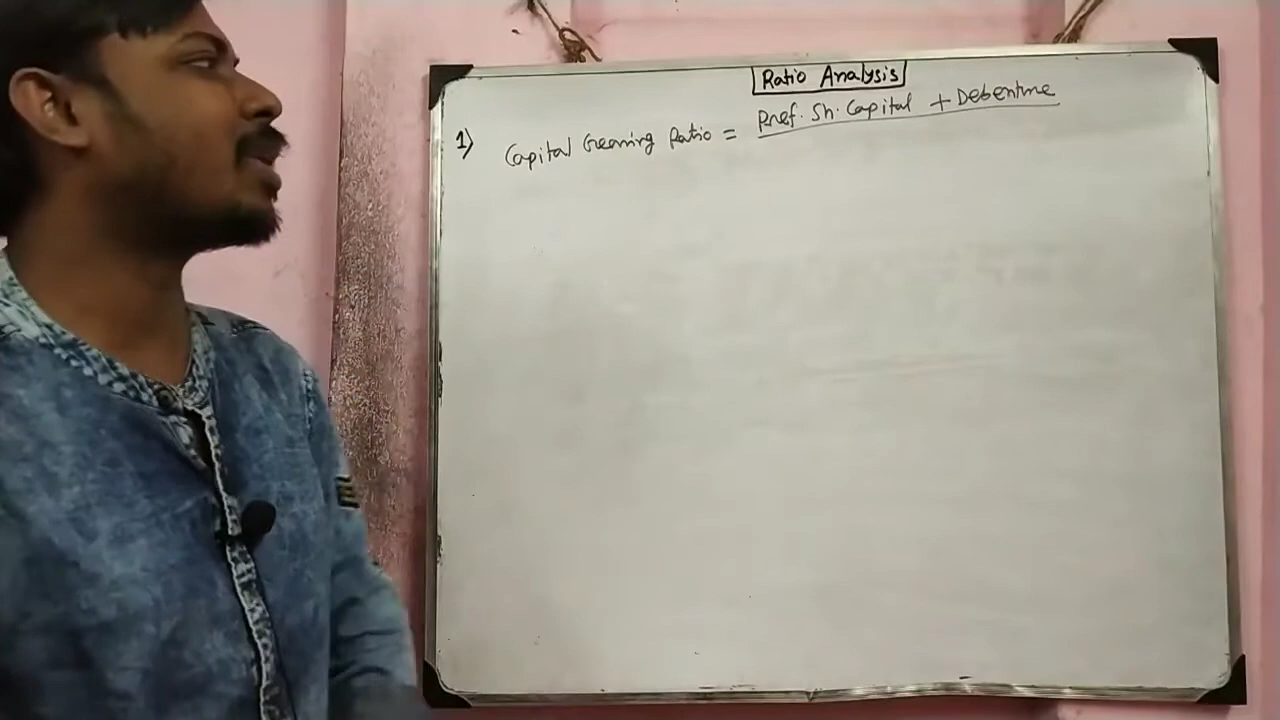 Ratio Analysis
Pref. Sh. Capital + Debenture
1) Capital Gearing Ratio =